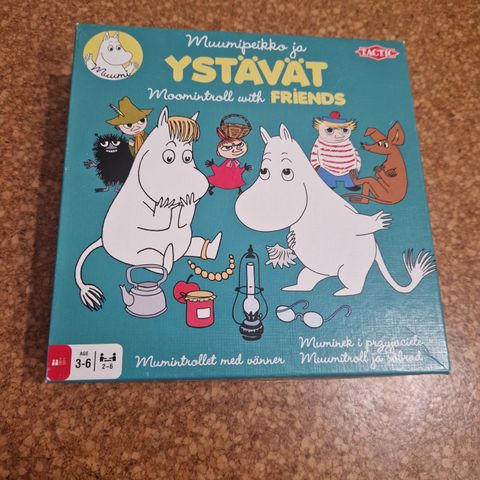 Muumipeikko ja
TACTIC
YSTÄVÄT
Muumi
Moomintroll with FRIENDS
Muminek i przyjaciele
Mumintrollet med vänner
Muumitroll ja sõbrad
AGE
3-6
2-6